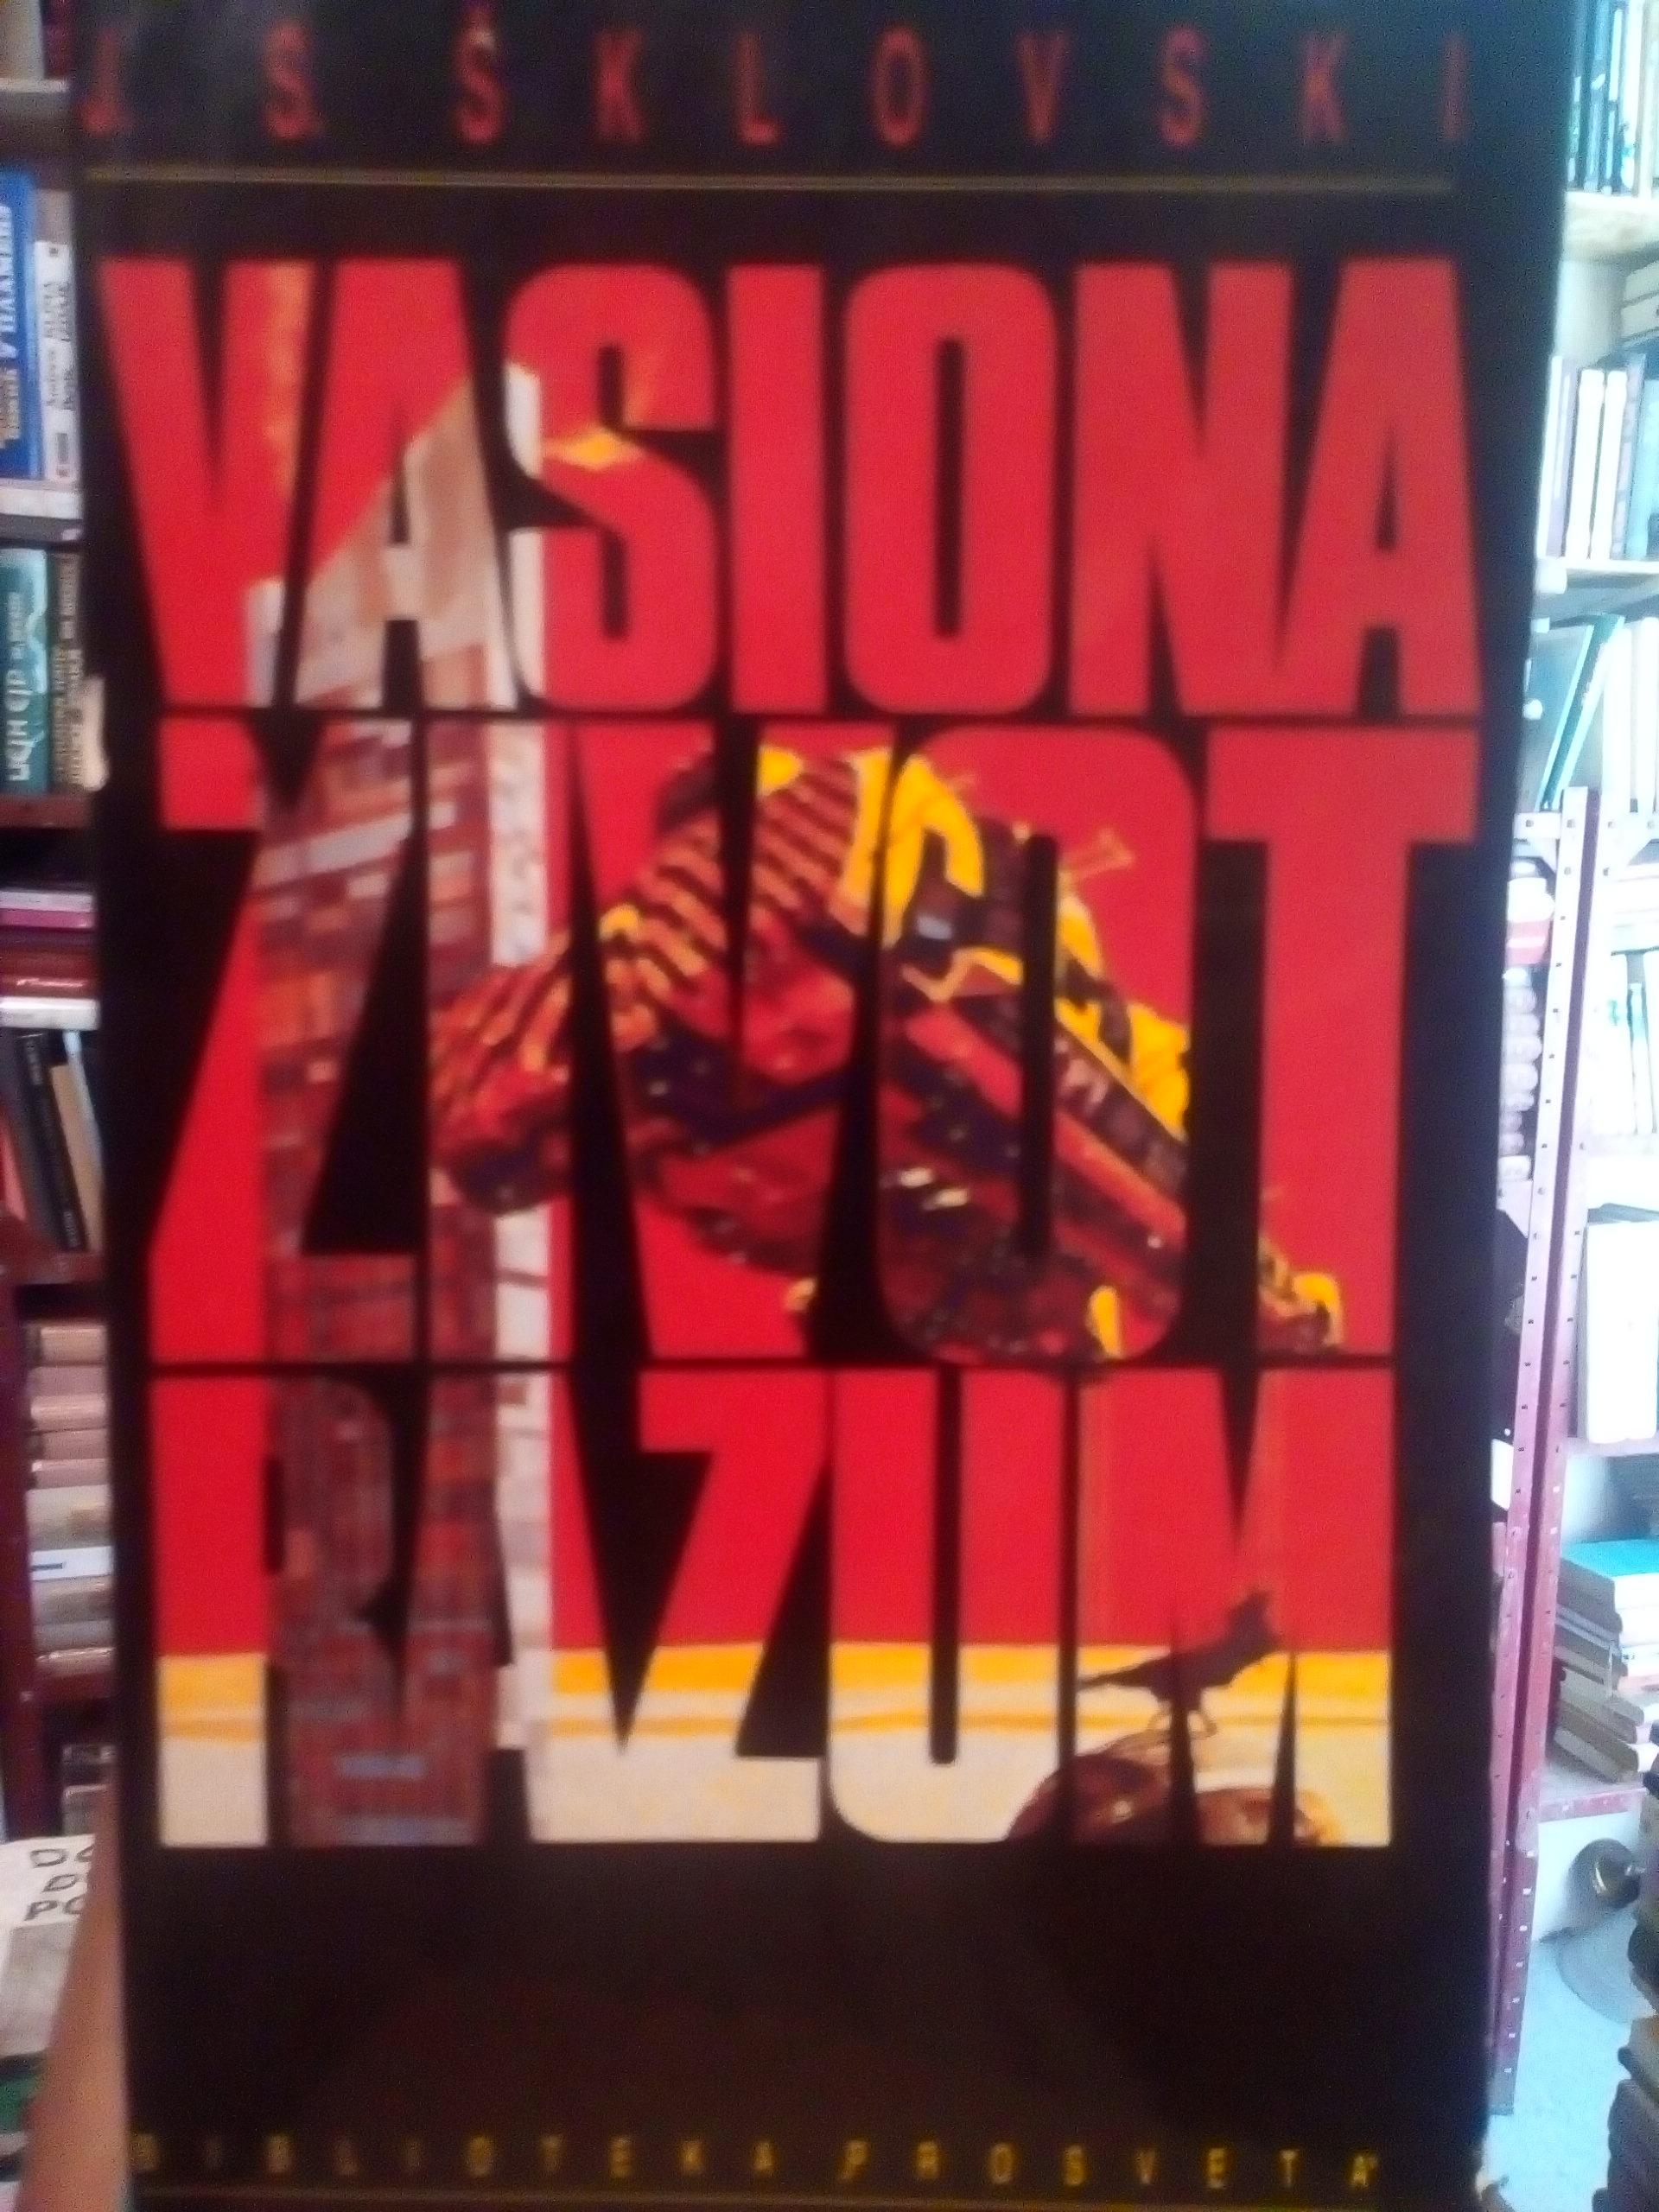 J. S. ŠKLOVSKI
VASIONA
ŽIVOT
RAZUM
BIBLIOTEKA „PROSVETA"